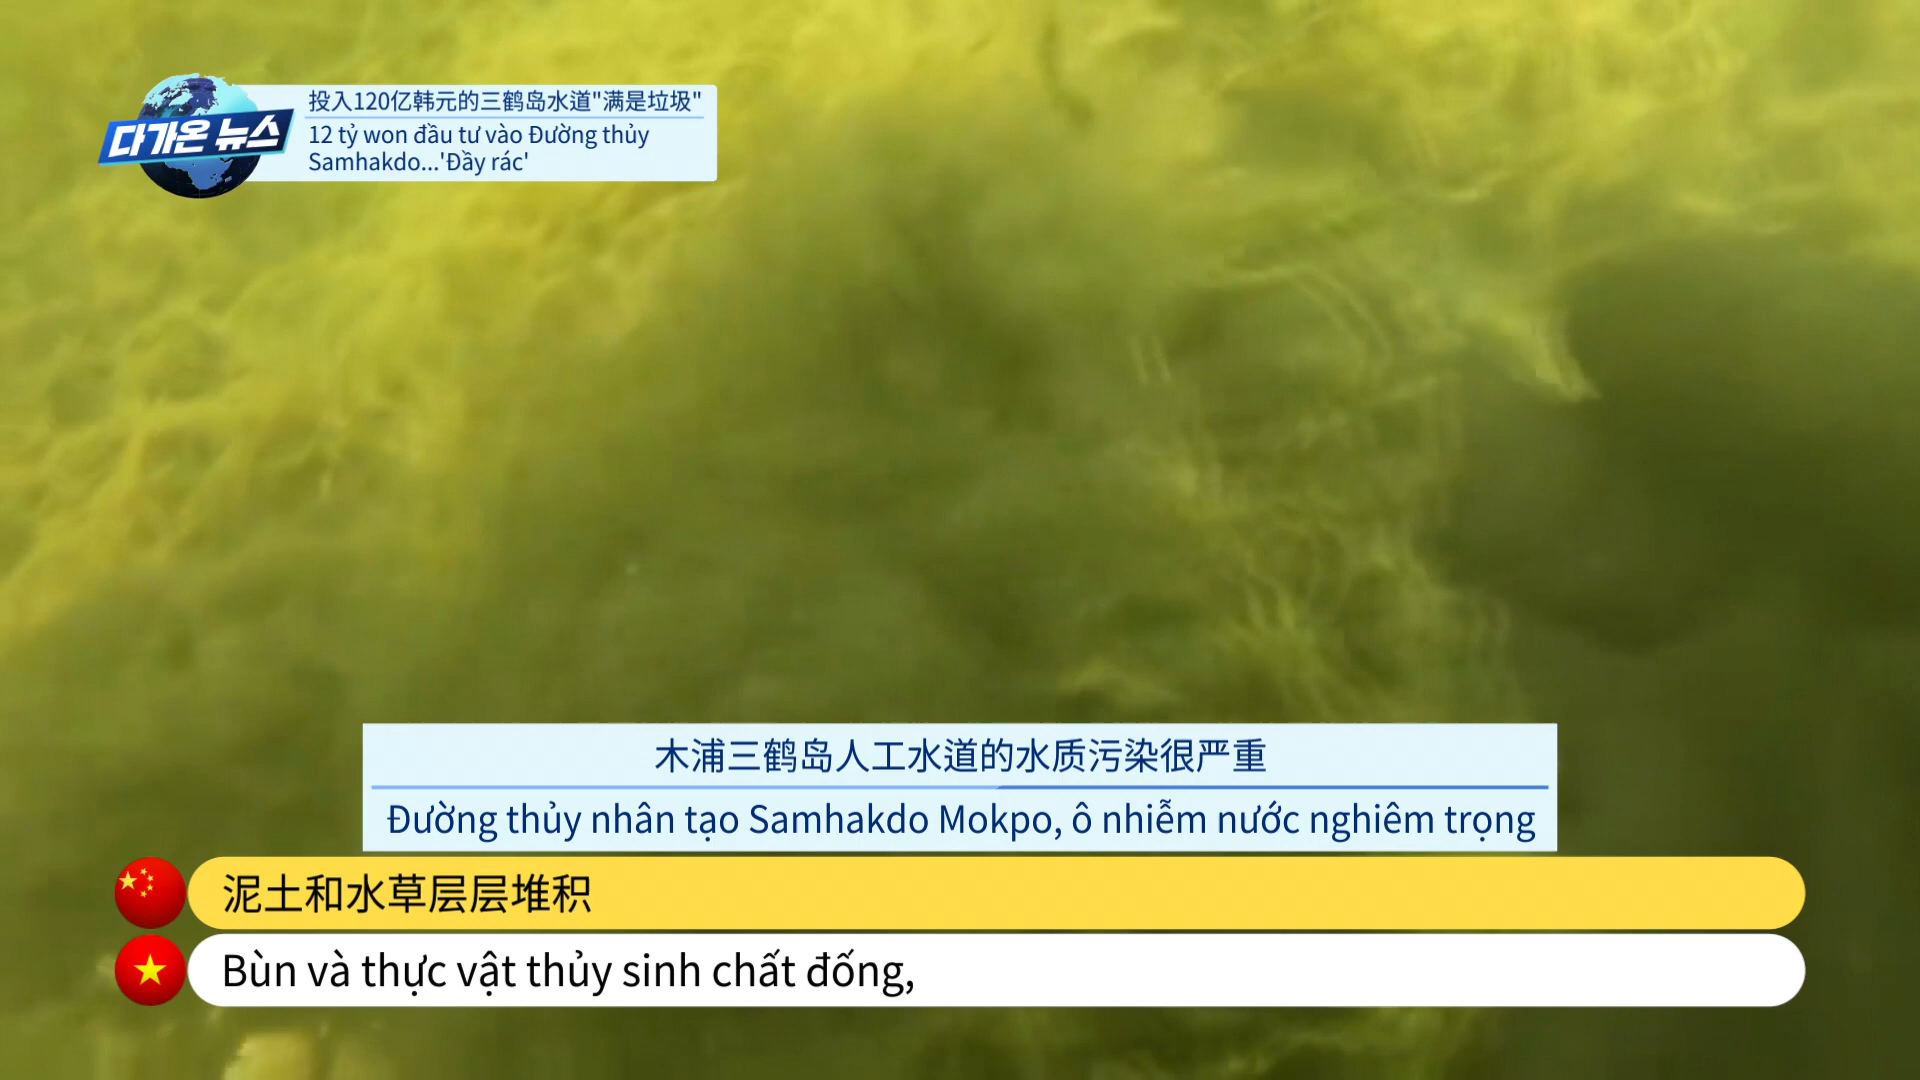 다가온 뉴스
投入120亿韩元的三鹤岛水道"满是垃圾"
12 tỷ won đầu tư vào Đường thủy
Samhakdo...'Đầy rác'
木浦三鹤岛人工水道的水质污染很严重
Đường thủy nhân tạo Samhakdo Mokpo, ô nhiễm nước nghiêm trọng
泥土和水草层层堆积
Bùn và thực vật thủy sinh chất đống,